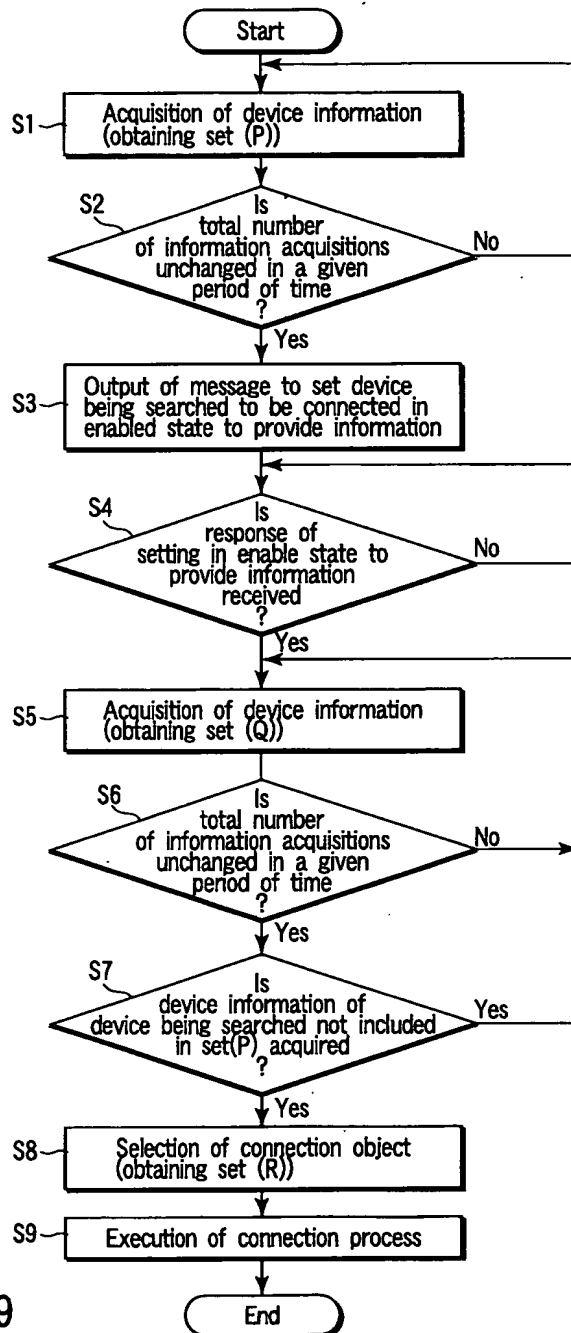 Start
S1
Acquisition of device information
(obtaining set (P))
S2
Is
total number
of information acquisitions
unchanged in a given
period of time
?
No
Yes
S3
Output of message to set device
being searched to be connected in
enabled state to provide information
S4
Is
response of
setting in enable state to
provide information
received
?
No
Yes
S5
Acquisition of device information
(obtaining set (Q))
S6
Is
total number
of information acquisitions
unchanged in a given
period of time
?
No
Yes
S7
Is
device information of
device being searched not included
in set(P) acquired
?
Yes
Yes
S8
Selection of connection object
(obtaining set (R))
S9
Execution of connection process
End
9